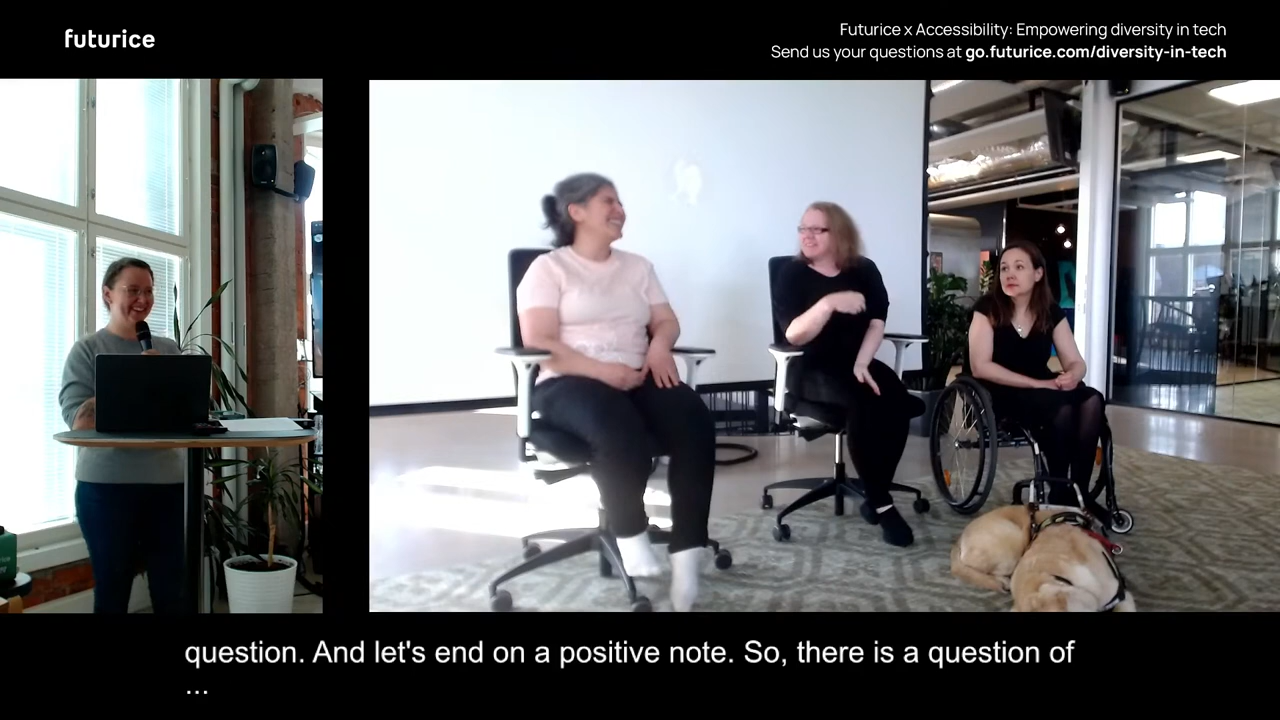 futurice
Futurice x Accessibility: Empowering diversity in tech
Send us your questions at go.futurice.com/diversity-in-tech
question. And let's end on a positive note. So, there is a question of
...